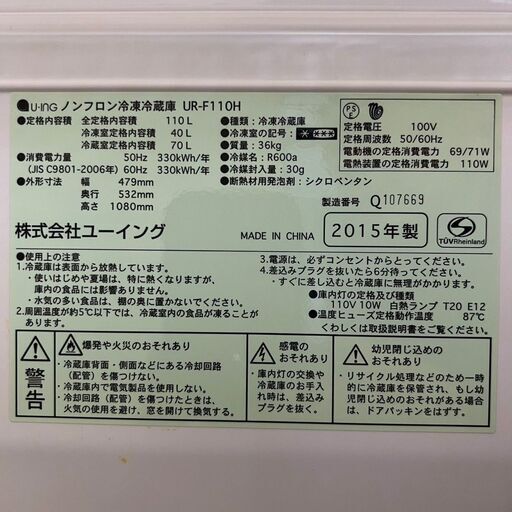 U-ING ノンフロン冷凍冷蔵庫 UR-F110H
●定格内容積 全定格内容積 110L
冷凍室定格内容積 40L
冷蔵室定格内容積 70L
●消費電力量 50Hz 330kWh/年
(JIS C9801-2006年) 60Hz 330kWh/年
●外形寸法 幅 479mm
奥行 532mm
高さ 1080mm
●種類：冷凍冷蔵庫
●冷凍室の記号：
●質量：36kg
●冷媒名：R600a
●冷媒封入量：30g
●断熱材用発泡剤：シクロペンタン
PS E
定格電圧 100V
定格周波数 50/60Hz
電動機の定格消費電力 69/71W
電熱装置の定格消費電力 110W
製造番号 Q107669
株式会社ユーイング
MADE IN CHINA
2015年製
TÜVRheinland
●使用上の注意
1.冷蔵庫は表面から放熱しています。
・使いはじめや夏場は、特に熱くなりますが、
庫内の食品には影響ありません。
・水気の多い食品は、棚の奥に置かないでください。
2.周囲温度が約5℃以下では、冷蔵室内の食品が凍ることがあります。
3.電源は、必ずコンセントからとってください。
4.差込みプラグを抜いたら6分待ってください。
・すぐに差し込むと冷蔵庫に無理がかかります。
●庫内灯の定格及び種類
110V 10W 白熱ランプ T20 E12
●温度ヒューズ定格動作温度 87℃
くわしくは取扱説明書をご覧ください。
警告
爆発や火災のおそれあり
・冷蔵庫背面・側面などにある冷却回路
(配管)を傷つけない。
・冷蔵庫内で電気製品を使用しない。
・冷却回路(配管)を傷つけたときは、
火気の使用を避け、窓を開けて換気する。
感電の
おそれあり
・庫内灯の交換や
冷蔵庫のお手入
れ時は、差込み
プラグを抜く。
幼児閉じ込めの
おそれあり
・リサイクル処理などのため一時
的に冷蔵庫を保管され、もし幼
児閉じ込めのおそれがある場合
は、ドアパッキンをはずす。